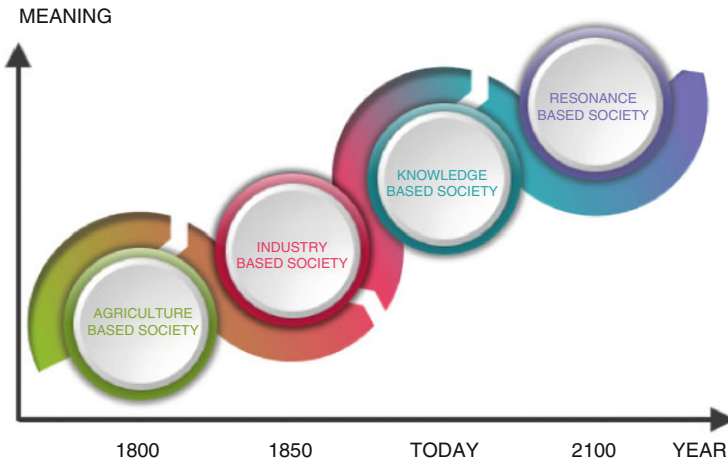 MEANING
RESONANCE
BASED SOCIETY
KNOWLEDGE
BASED SOCIETY
INDUSTRY
BASED SOCIETY
AGRICULTURE
BASED SOCIETY
1800 1850 TODAY 2100 YEAR